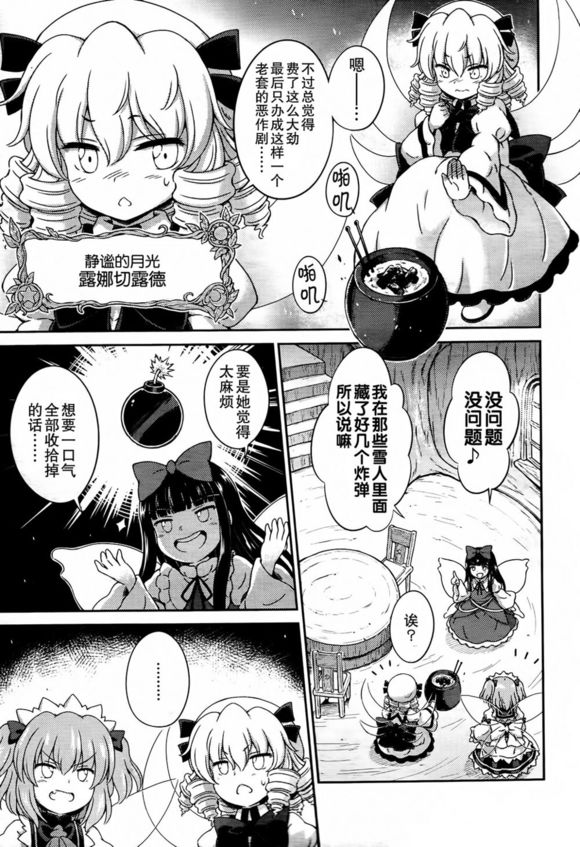 嗯——
不过总觉得
费了这么大劲
最后只办成这样一个
老套的恶作剧……
啪
叽
啪
叽
静谧的月光
露娜切露德
没问题
没问题♪
我在那些雪人里面
藏了好几个炸弹
所以说嘛
诶？
要是她觉得
太麻烦
想要一口气
全部收拾掉
的话……
……